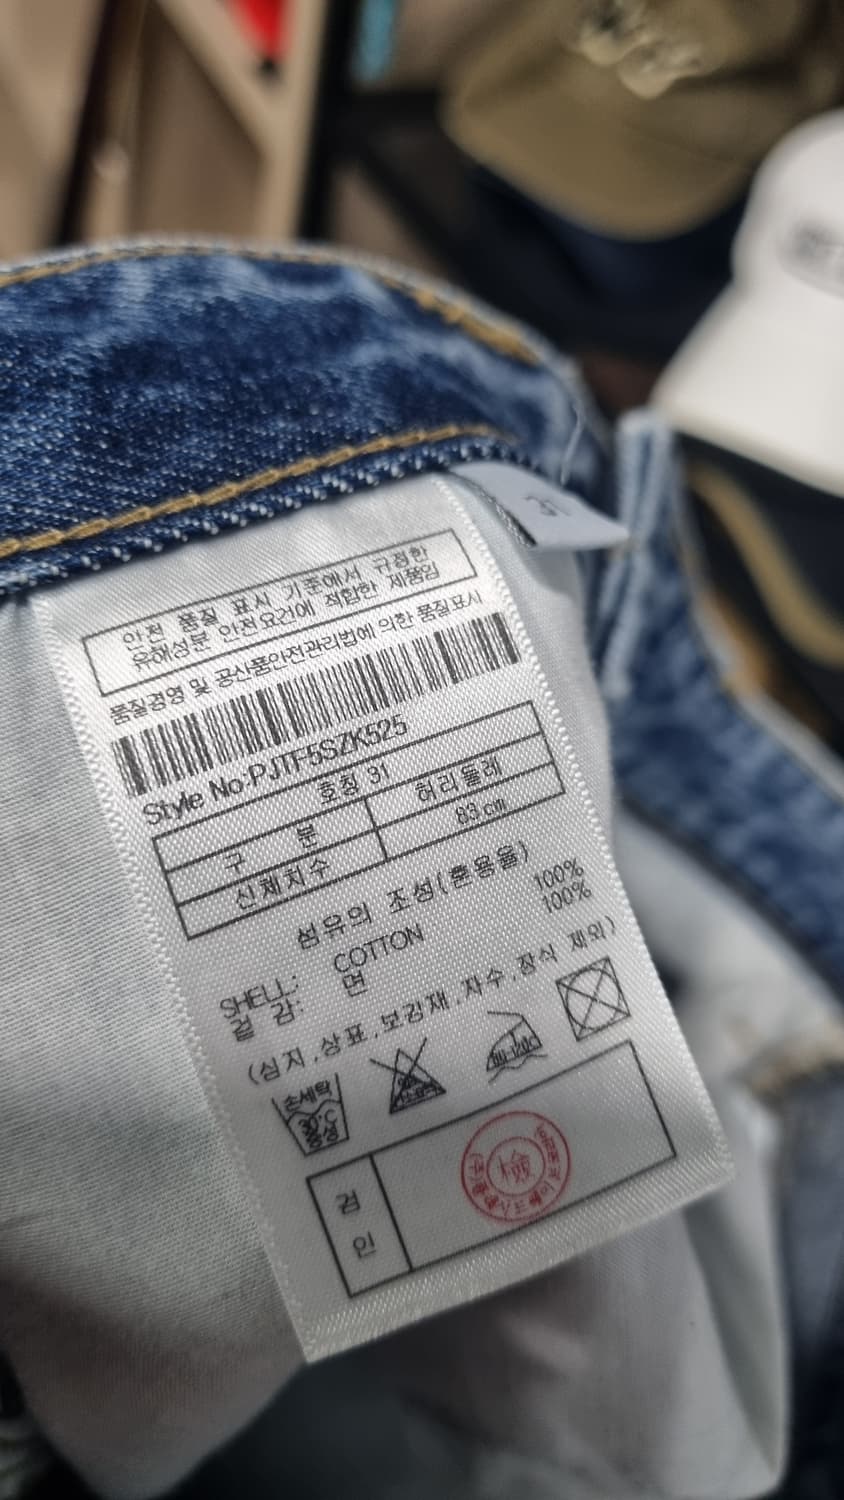 31
안전 품질 표시 기준에서 규정한
유해성분 안전요건에 적합한 제품임
품질경영 및 공산품안전관리법에 의한 품질표시
Style No:PJTF5SZK525
호칭 31
구 분 허리둘레
신체치수 83 cm
섬유의 조성(혼용율)
SHELL: COTTON 100%
겉 감: 면 100%
(심지,상표,보강재,자수,장식 제외)
손세탁
30°C
중성
검
인
檢